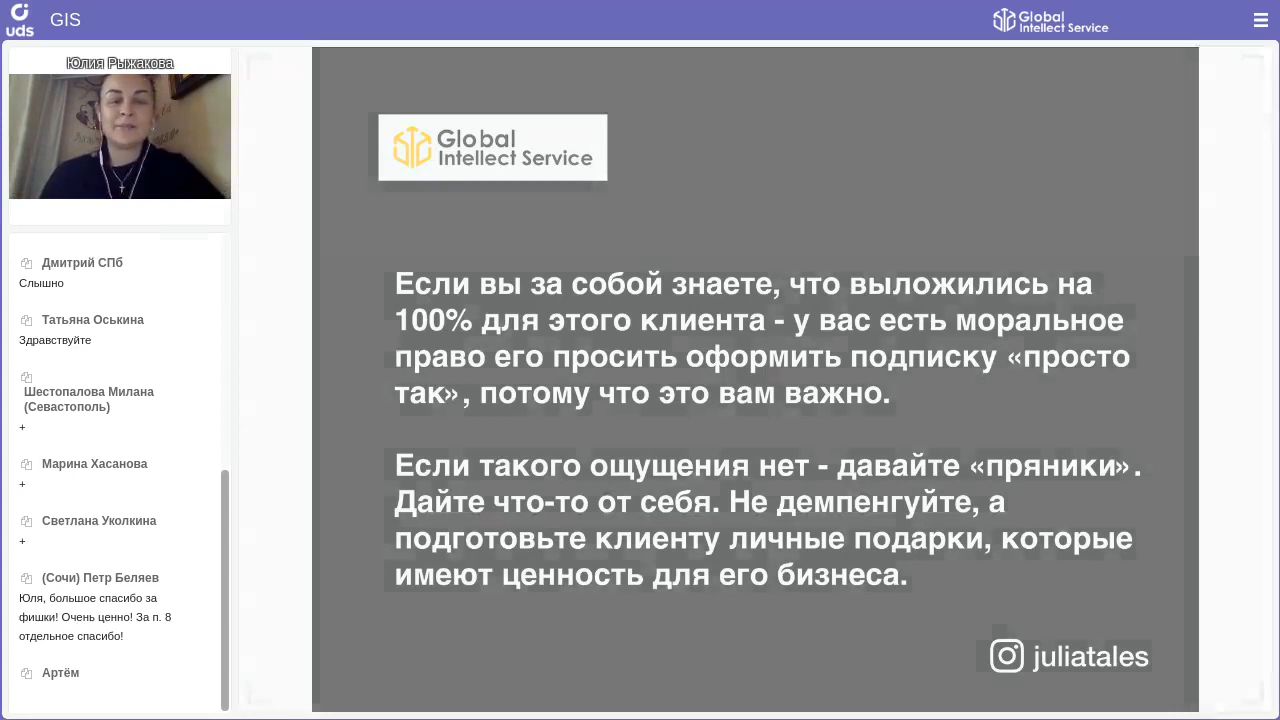 uds
GIS
Global
Intellect Service
Юлия Рыжакова
Дмитрий СПб
Слышно
Татьяна Оськина
Здравствуйте
Шестопалова Милана
(Севастополь)
+
Марина Хасанова
+
Светлана Уколкина
+
(Сочи) Петр Беляев
Юля, большое спасибо за
фишки! Очень ценно! За п. 8
отдельное спасибо!
Артём
Global
Intellect Service
Если вы за собой знаете, что выложились на
100% для этого клиента - у вас есть моральное
право его просить оформить подписку «просто
так», потому что это вам важно.
Если такого ощущения нет - давайте «пряники».
Дайте что-то от себя. Не демпенгуйте, а
подготовьте клиенту личные подарки, которые
имеют ценность для его бизнеса.
juliatales